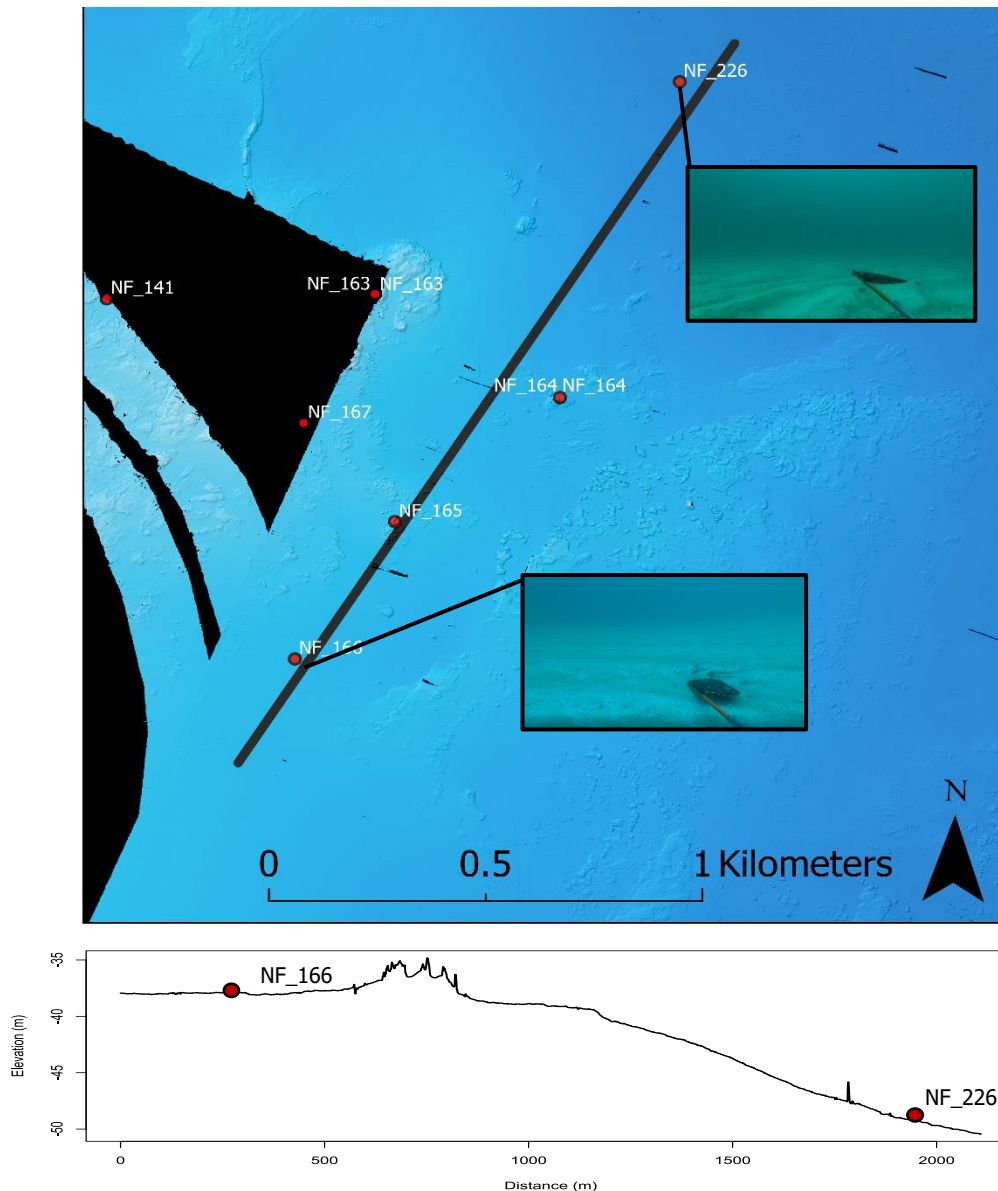 NF_226
NF_141
NF_163 NF_163
NF_164 NF_164
NF_167
NF_165
NF_166
N
0 0.5 1 Kilometers
-35
NF_166
-40
Elevation (m)
-45
NF_226
-50
0 500 1000 1500 2000
Distance (m)